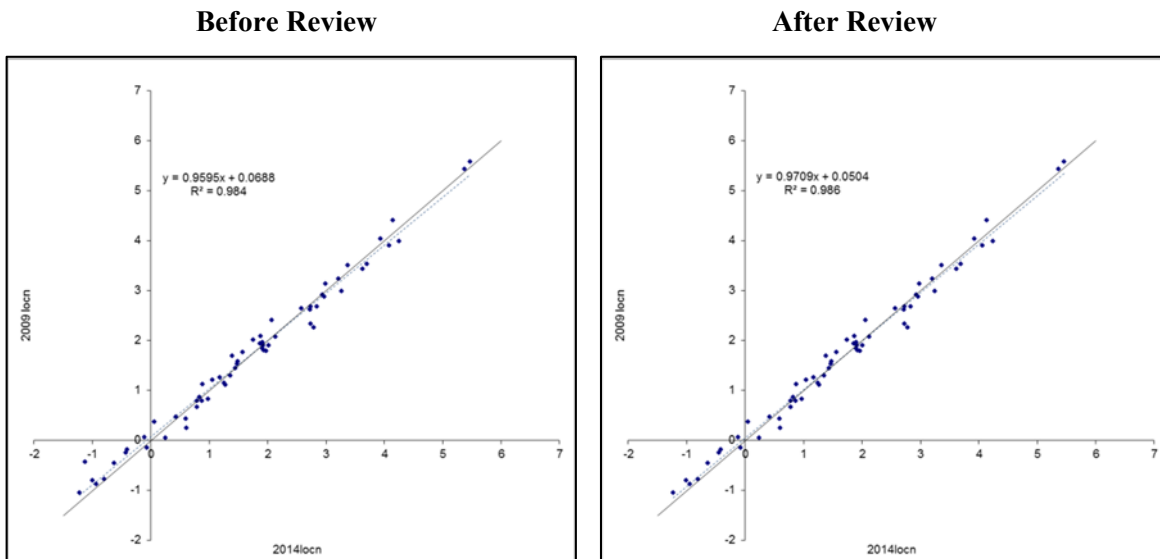 Before Review
After Review
7
6
5
4
3
2
1
0
-1
-2
-2 -1 0 1 2 3 4 5 6 7
y = 0.9595x + 0.0688
R² = 0.984
2009 locn
2014locn
7
6
5
4
3
2
1
0
-1
-2
-2 -1 0 1 2 3 4 5 6 7
y = 0.9709x + 0.0504
R² = 0.986
2009 locn
2014locn